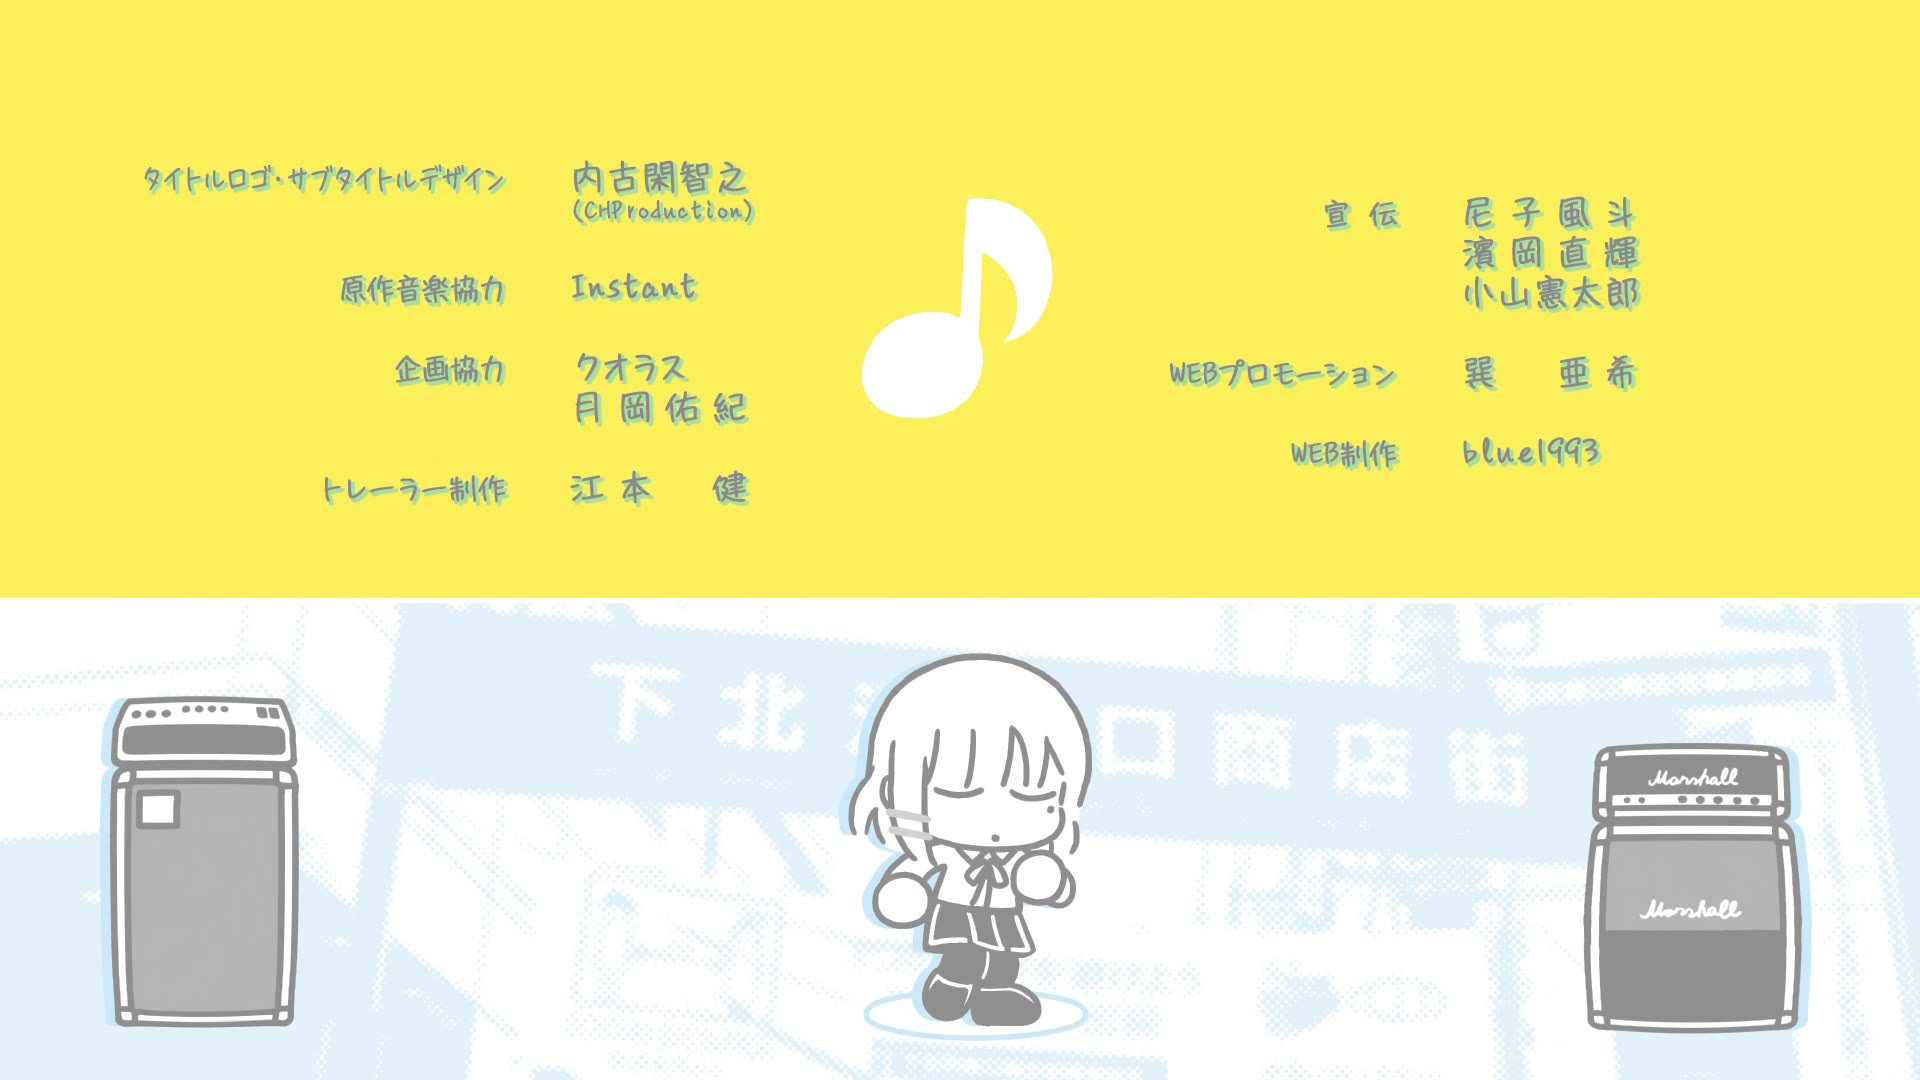 タイトルロゴ・サブタイトルデザイン 内古閑智之
(CHProduction)
原作音楽協力 Instant
企画協力 クオラス
月岡佑紀
トレーラー制作 江本 健
宣伝 尼子風斗
濱岡直輝
小山憲太郎
WEBプロモーション 巽 亜希
WEB制作 blue1993
下北 口商店街
Marshall
Marshall